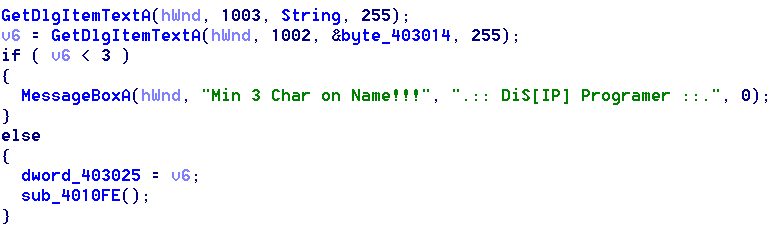 GetDlgItemTextA(hWnd, 1003, String, 255);
v6 = GetDlgItemTextA(hWnd, 1002, &byte_403014, 255);
if ( v6 < 3 )
{
  MessageBoxA(hWnd, "Min 3 Char on Name!!!", ".:: DiS[IP] Programer ::.", 0);
}
else
{
  dword_403025 = v6;
  sub_4010FE();
}